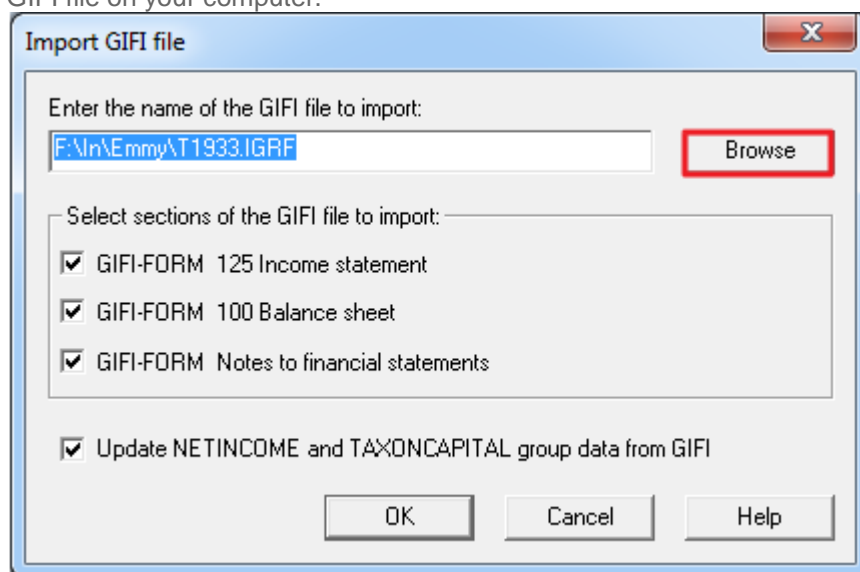 GIFI file on your computer.
Import GIFI file
Enter the name of the GIFI file to import:
F:\In\Emmy\T1933.IGRF
Browse
Select sections of the GIFI file to import:
GIFI-FORM 125 Income statement
GIFI-FORM 100 Balance sheet
GIFI-FORM Notes to financial statements
Update NETINCOME and TAXONCAPITAL group data from GIFI
OK Cancel Help